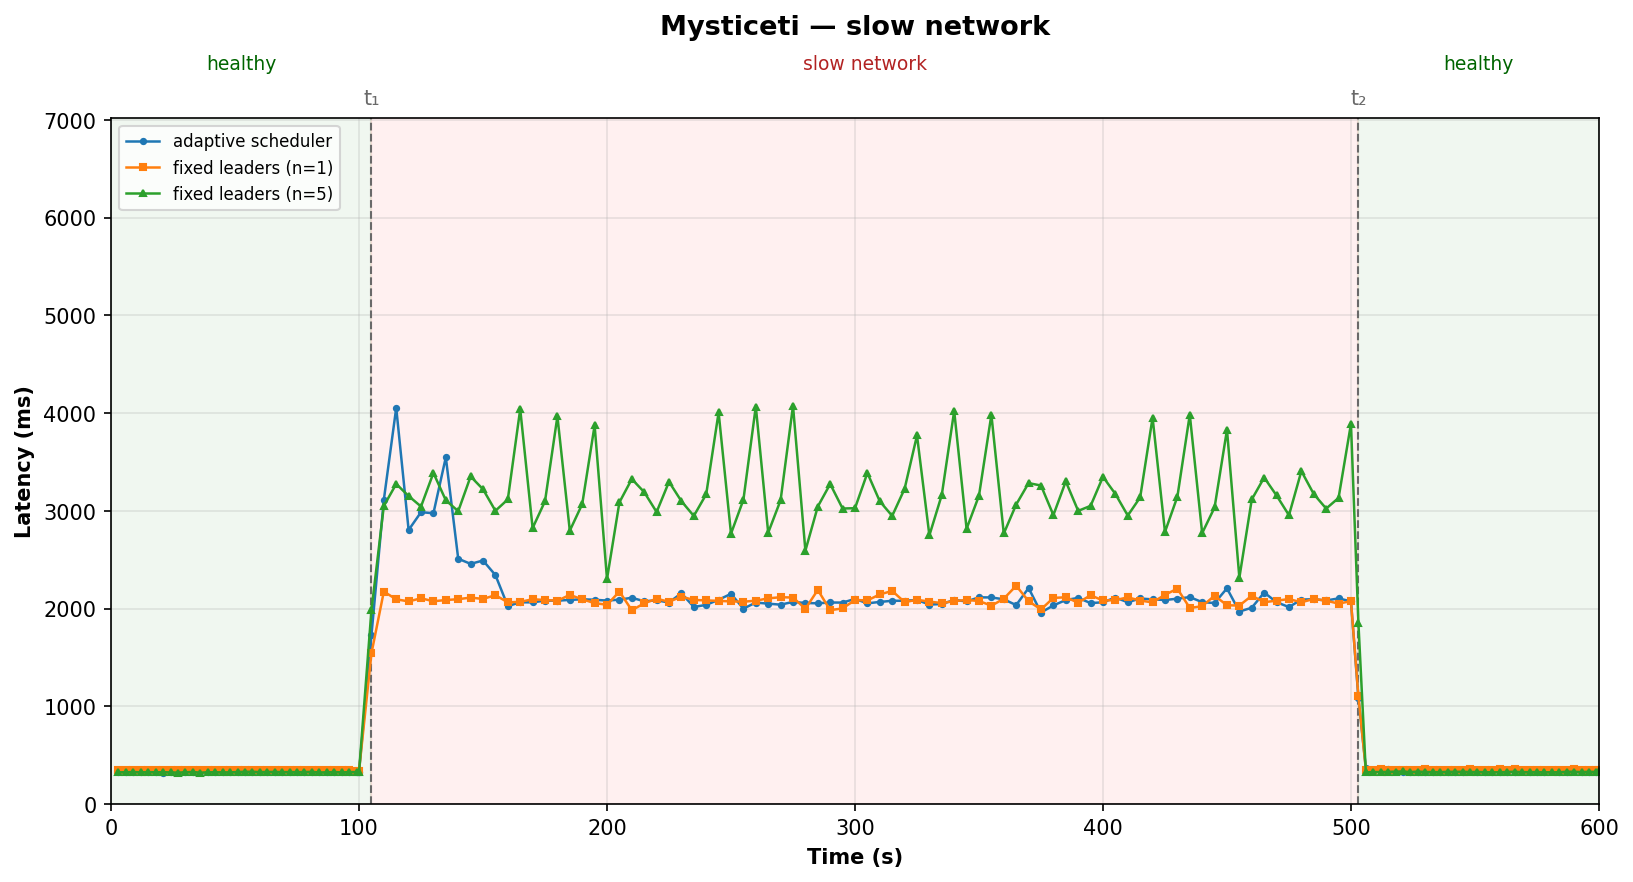 Mysticeti — slow network
healthy
slow network
healthy
t₁
t₂
adaptive scheduler
fixed leaders (n=1)
fixed leaders (n=5)
7000
6000
5000
4000
3000
2000
1000
0
Latency (ms)
0
100
200
300
400
500
600
Time (s)